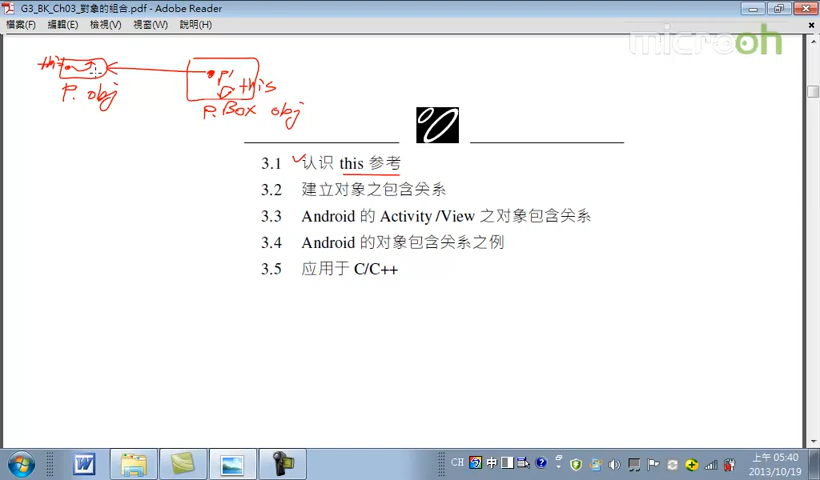 G3_BK_Ch03_對象的組合.pdf - Adobe Reader
檔案(F) 編輯(E) 檢視(V) 視窗(W) 說明(H)
microoh
this
p1
this
P. obj
P. Box obj
3.1 认识 this 参考
3.2 建立对象之包含关系
3.3 Android 的 Activity /View 之对象包含关系
3.4 Android 的对象包含关系之例
3.5 应用于 C/C++
CH 中
上午 05:40
2013/10/19